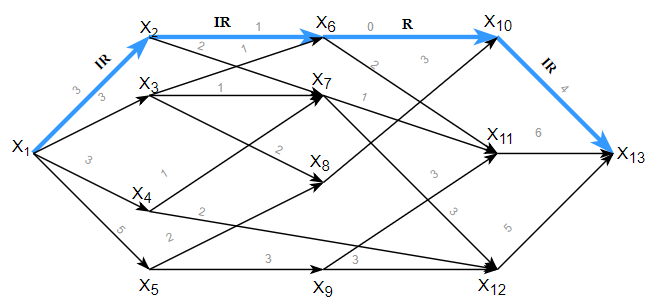 X2 IR 1 X6 0 R X10
IR 2 1 2 3 IR
3 3 X3 1 X7 1 4
X1 3 2 X8 X11 6 X13
X4 1 3
5 2 2 3 5
X5 3 X9 3 X12